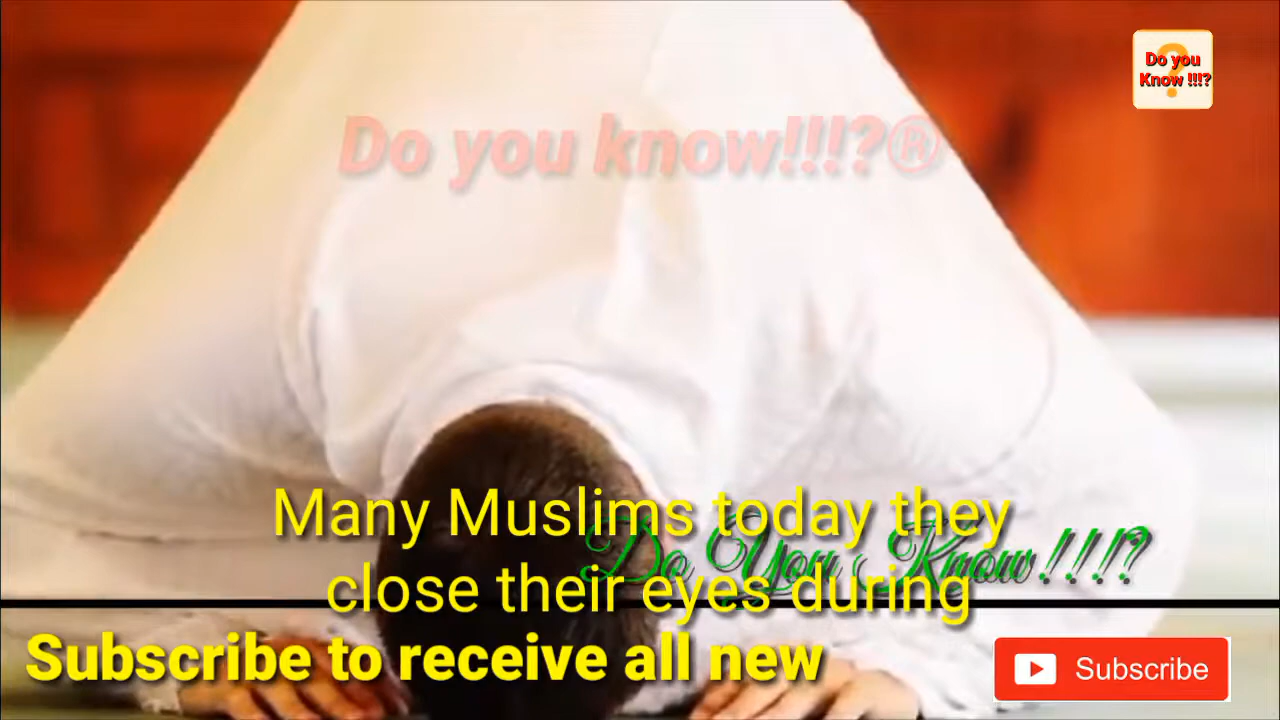 Do you
Know !!!?
Do you know!!!?®
Many Muslims today they
Do You Know!!!?
close their eyes during
Subscribe to receive all new
Subscribe